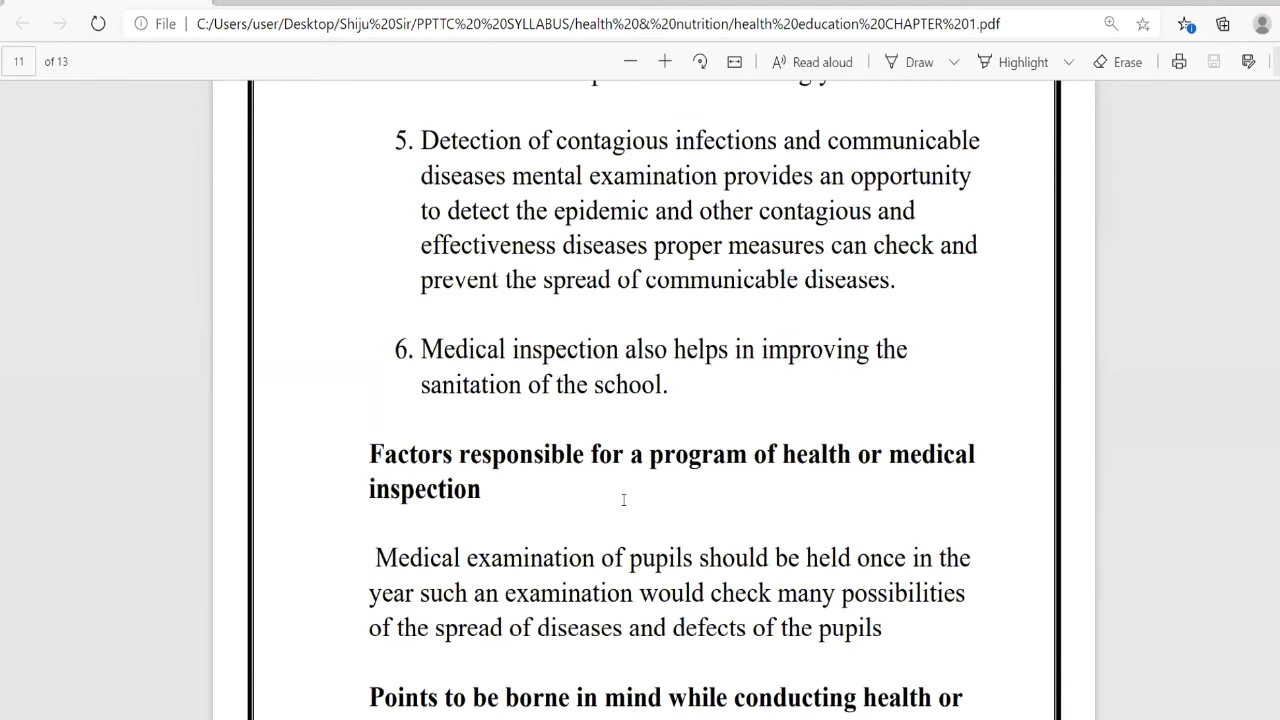 File
C:/Users/user/Desktop/Shiju%20Sir/PPTTC%20%20SYLLABUS/health%20&%20nutrition/health%20education%20CHAPTER%201.pdf
11 of 13
Read aloud
Draw
Highlight
Erase
5. Detection of contagious infections and communicable
diseases mental examination provides an opportunity
to detect the epidemic and other contagious and
effectiveness diseases proper measures can check and
prevent the spread of communicable diseases.
6. Medical inspection also helps in improving the
sanitation of the school.
Factors responsible for a program of health or medical
inspection
Medical examination of pupils should be held once in the
year such an examination would check many possibilities
of the spread of diseases and defects of the pupils
Points to be borne in mind while conducting health or